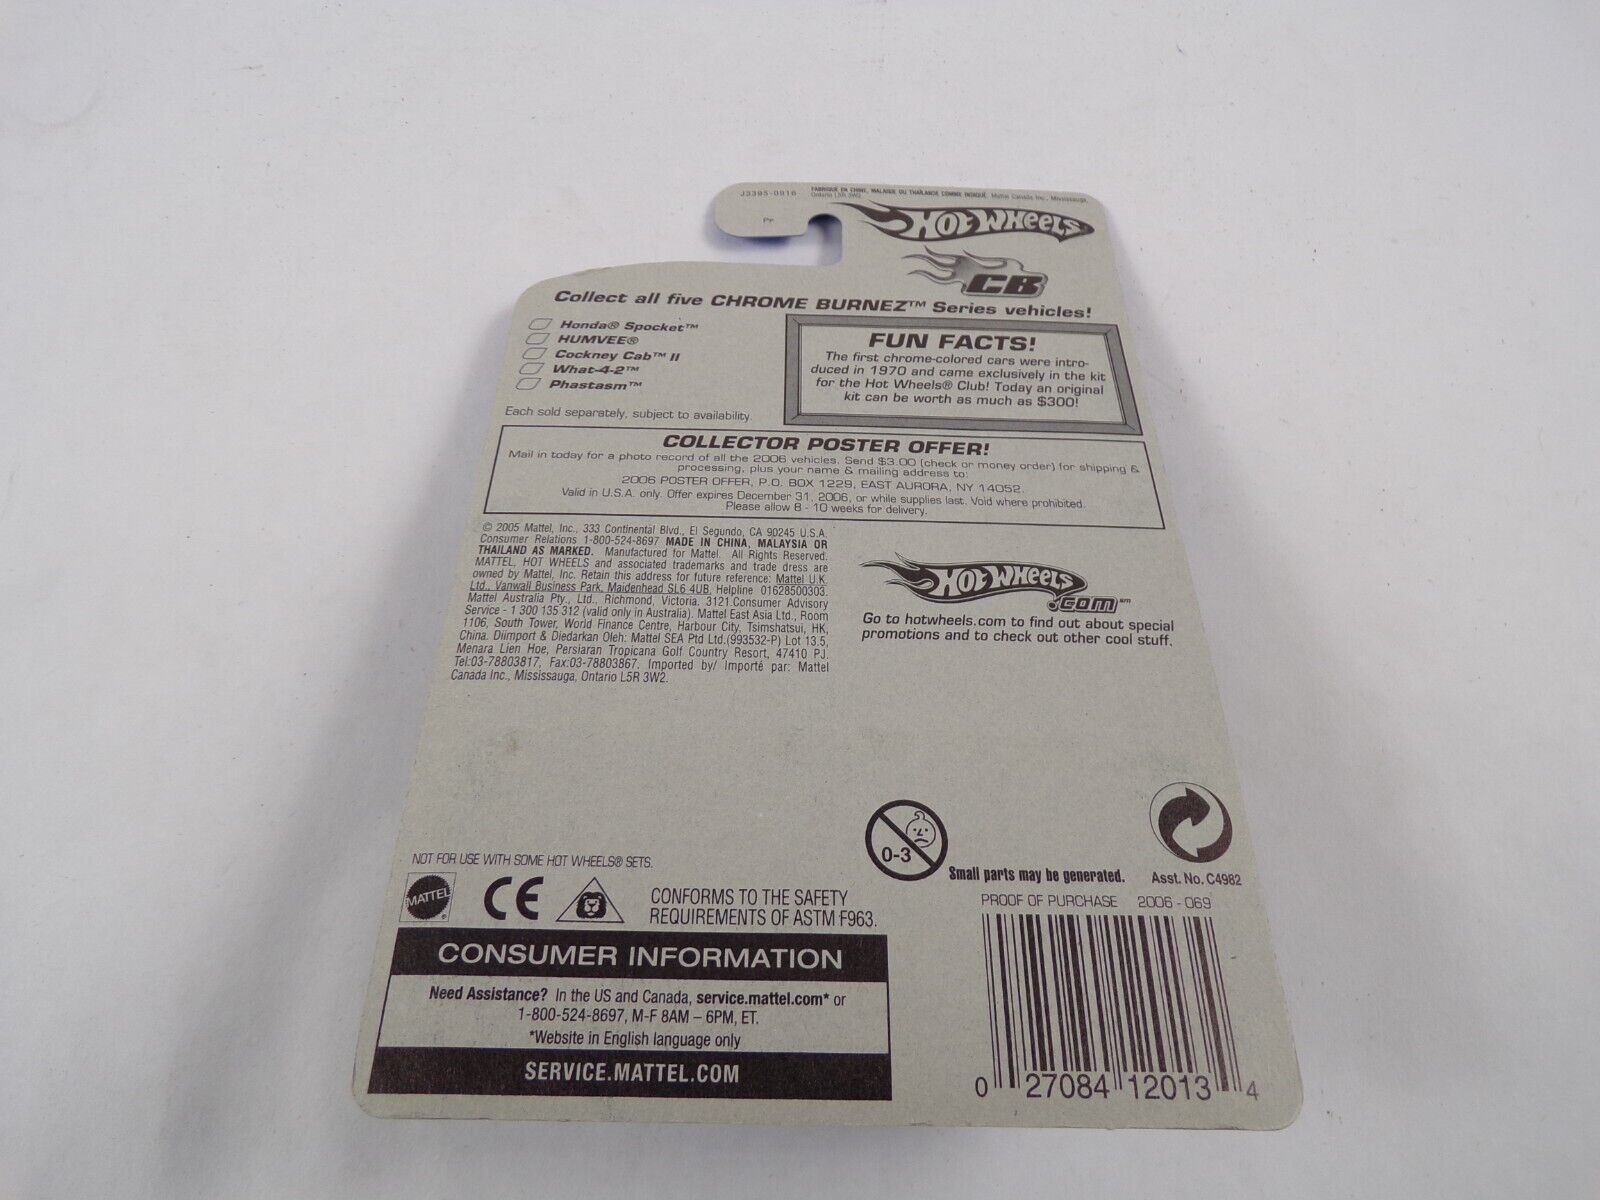 J3395-0916
FABRIQUÉ EN CHINE, MALAISIE OU THAÏLANDE COMME INDIQUÉ. Mattel Canada Inc., Mississauga,
Ontario L5R 3W2.
HOT WHEELS
CB
Collect all five CHROME BURNEZ™ Series vehicles!
Honda® Spocket™
HUMVEE®
Cockney Cab™ II
What-4-2™
Phastasm™
Each sold separately, subject to availability.
FUN FACTS!
The first chrome-colored cars were intro-
duced in 1970 and came exclusively in the kit
for the Hot Wheels® Club! Today an original
kit can be worth as much as $300!
COLLECTOR POSTER OFFER!
Mail in today for a photo record of all the 2006 vehicles. Send $3.00 (check or money order) for shipping &
processing, plus your name & mailing address to:
2006 POSTER OFFER, P.O. BOX 1229, EAST AURORA, NY 14052.
Valid in U.S.A. only. Offer expires December 31, 2006, or while supplies last. Void where prohibited.
Please allow 8 - 10 weeks for delivery.
© 2005 Mattel, Inc., 333 Continental Blvd., El Segundo, CA 90245 U.S.A.
Consumer Relations 1-800-524-8697 MADE IN CHINA, MALAYSIA OR
THAILAND AS MARKED. Manufactured for Mattel. All Rights Reserved.
MATTEL, HOT WHEELS and associated trademarks and trade dress are
owned by Mattel, Inc. Retain this address for future reference: Mattel U.K.
Ltd., Vanwall Business Park, Maidenhead SL6 4UB. Helpline 01628500303.
Mattel Australia Pty., Ltd., Richmond, Victoria. 3121.Consumer Advisory
Service - 1 300 135 312 (valid only in Australia). Mattel East Asia Ltd., Room
1106, South Tower, World Finance Centre, Harbour City, Tsimshatsui, HK,
China. Diimport & Diedarkan Oleh: Mattel SEA Ptd Ltd.(993532-P) Lot 13.5,
Menara Lien Hoe, Persiaran Tropicana Golf Country Resort, 47410 PJ.
Tel:03-78803817, Fax:03-78803867. Imported by/ Importé par: Mattel
Canada Inc., Mississauga, Ontario L5R 3W2.
HOT WHEELS
.COM℠
Go to hotwheels.com to find out about special
promotions and to check out other cool stuff.
0-3
Small parts may be generated.
Asst. No. C4982
NOT FOR USE WITH SOME HOT WHEELS® SETS.
MATTEL®
CE
CONFORMS TO THE SAFETY
REQUIREMENTS OF ASTM F963.
PROOF OF PURCHASE 2006 - 069
CONSUMER INFORMATION
Need Assistance? In the US and Canada, service.mattel.com* or
1-800-524-8697, M-F 8AM – 6PM, ET.
*Website in English language only
SERVICE.MATTEL.COM
0 27084 12013 4